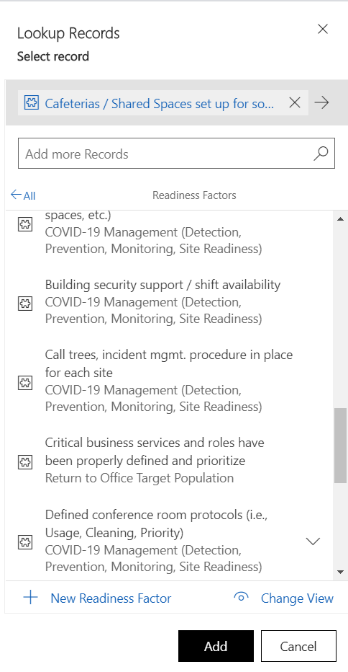 Lookup Records
Select record
Cafeterias / Shared Spaces set up for so...
Add more Records
All
Readiness Factors
spaces, etc.)
COVID-19 Management (Detection,
Prevention, Monitoring, Site Readiness)
Building security support / shift availability
COVID-19 Management (Detection,
Prevention, Monitoring, Site Readiness)
Call trees, incident mgmt. procedure in place
for each site
COVID-19 Management (Detection,
Prevention, Monitoring, Site Readiness)
Critical business services and roles have
been properly defined and prioritize
Return to Office Target Population
Defined conference room protocols (i.e.,
Usage, Cleaning, Priority)
COVID-19 Management (Detection,
Prevention, Monitoring, Site Readiness)
New Readiness Factor
Change View
Add
Cancel